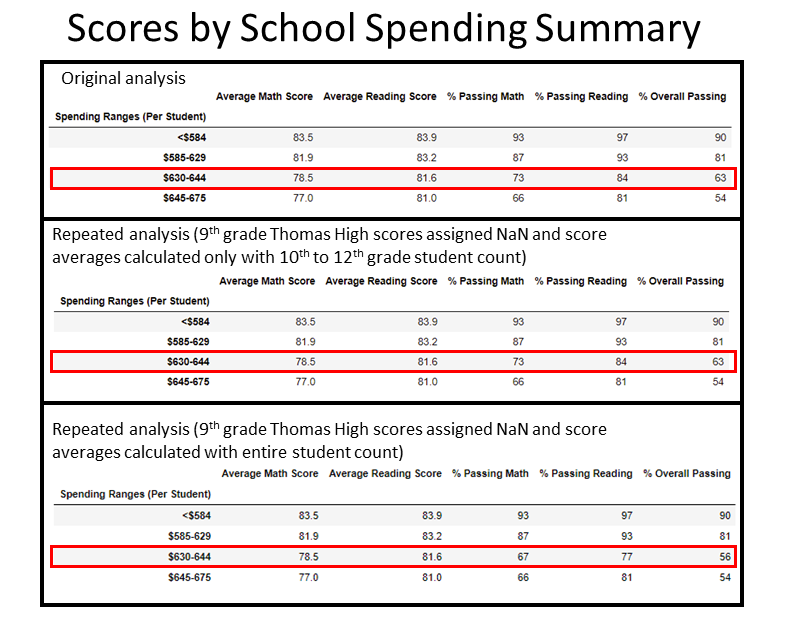 Scores by School Spending Summary
Original analysis
Average Math Score Average Reading Score % Passing Math % Passing Reading % Overall Passing
Spending Ranges (Per Student)
<$584 83.5 83.9 93 97 90
$585-629 81.9 83.2 87 93 81
$630-644 78.5 81.6 73 84 63
$645-675 77.0 81.0 66 81 54
Repeated analysis (9th grade Thomas High scores assigned NaN and score
averages calculated only with 10th to 12th grade student count)
Average Math Score Average Reading Score % Passing Math % Passing Reading % Overall Passing
Spending Ranges (Per Student)
<$584 83.5 83.9 93 97 90
$585-629 81.9 83.2 87 93 81
$630-644 78.5 81.6 73 84 63
$645-675 77.0 81.0 66 81 54
Repeated analysis (9th grade Thomas High scores assigned NaN and score
averages calculated with entire student count)
Average Math Score Average Reading Score % Passing Math % Passing Reading % Overall Passing
Spending Ranges (Per Student)
<$584 83.5 83.9 93 97 90
$585-629 81.9 83.2 87 93 81
$630-644 78.5 81.6 67 77 56
$645-675 77.0 81.0 66 81 54